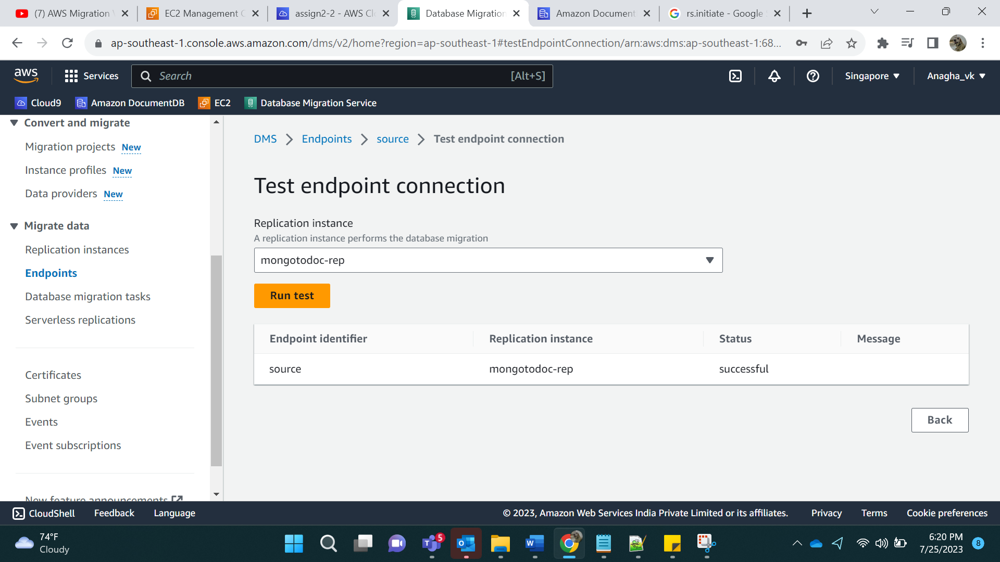 (7) AWS Migration
EC2 Management C
assign2-2 - AWS Cl
Database Migration
Amazon Document
rs.initiate - Google S
ap-southeast-1.console.aws.amazon.com/dms/v2/home?region=ap-southeast-1#testEndpointConnection/arn:aws:dms:ap-southeast-1:68...
aws
Services
Search
[Alt+S]
Singapore
Anagha_vk
Cloud9
Amazon DocumentDB
EC2
Database Migration Service
Convert and migrate
Migration projects New
Instance profiles New
Data providers New
Migrate data
Replication instances
Endpoints
Database migration tasks
Serverless replications
Certificates
Subnet groups
Events
Event subscriptions
New feature announcements
DMS
Endpoints
source
Test endpoint connection
Test endpoint connection
Replication instance
A replication instance performs the database migration
mongotodoc-rep
Run test
Endpoint identifier
Replication instance
Status
Message
source
mongotodoc-rep
successful
Back
CloudShell
Feedback
Language
© 2023, Amazon Web Services India Private Limited or its affiliates.
Privacy
Terms
Cookie preferences
74°F
Cloudy
5
6:20 PM
7/25/2023
8